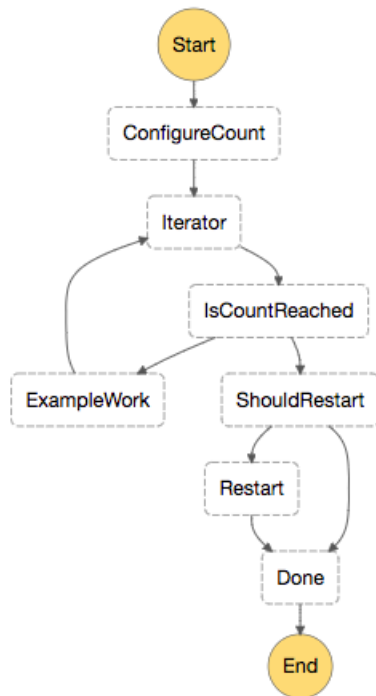 Start
ConfigureCount
Iterator
IsCountReached
ExampleWork
ShouldRestart
Restart
Done
End